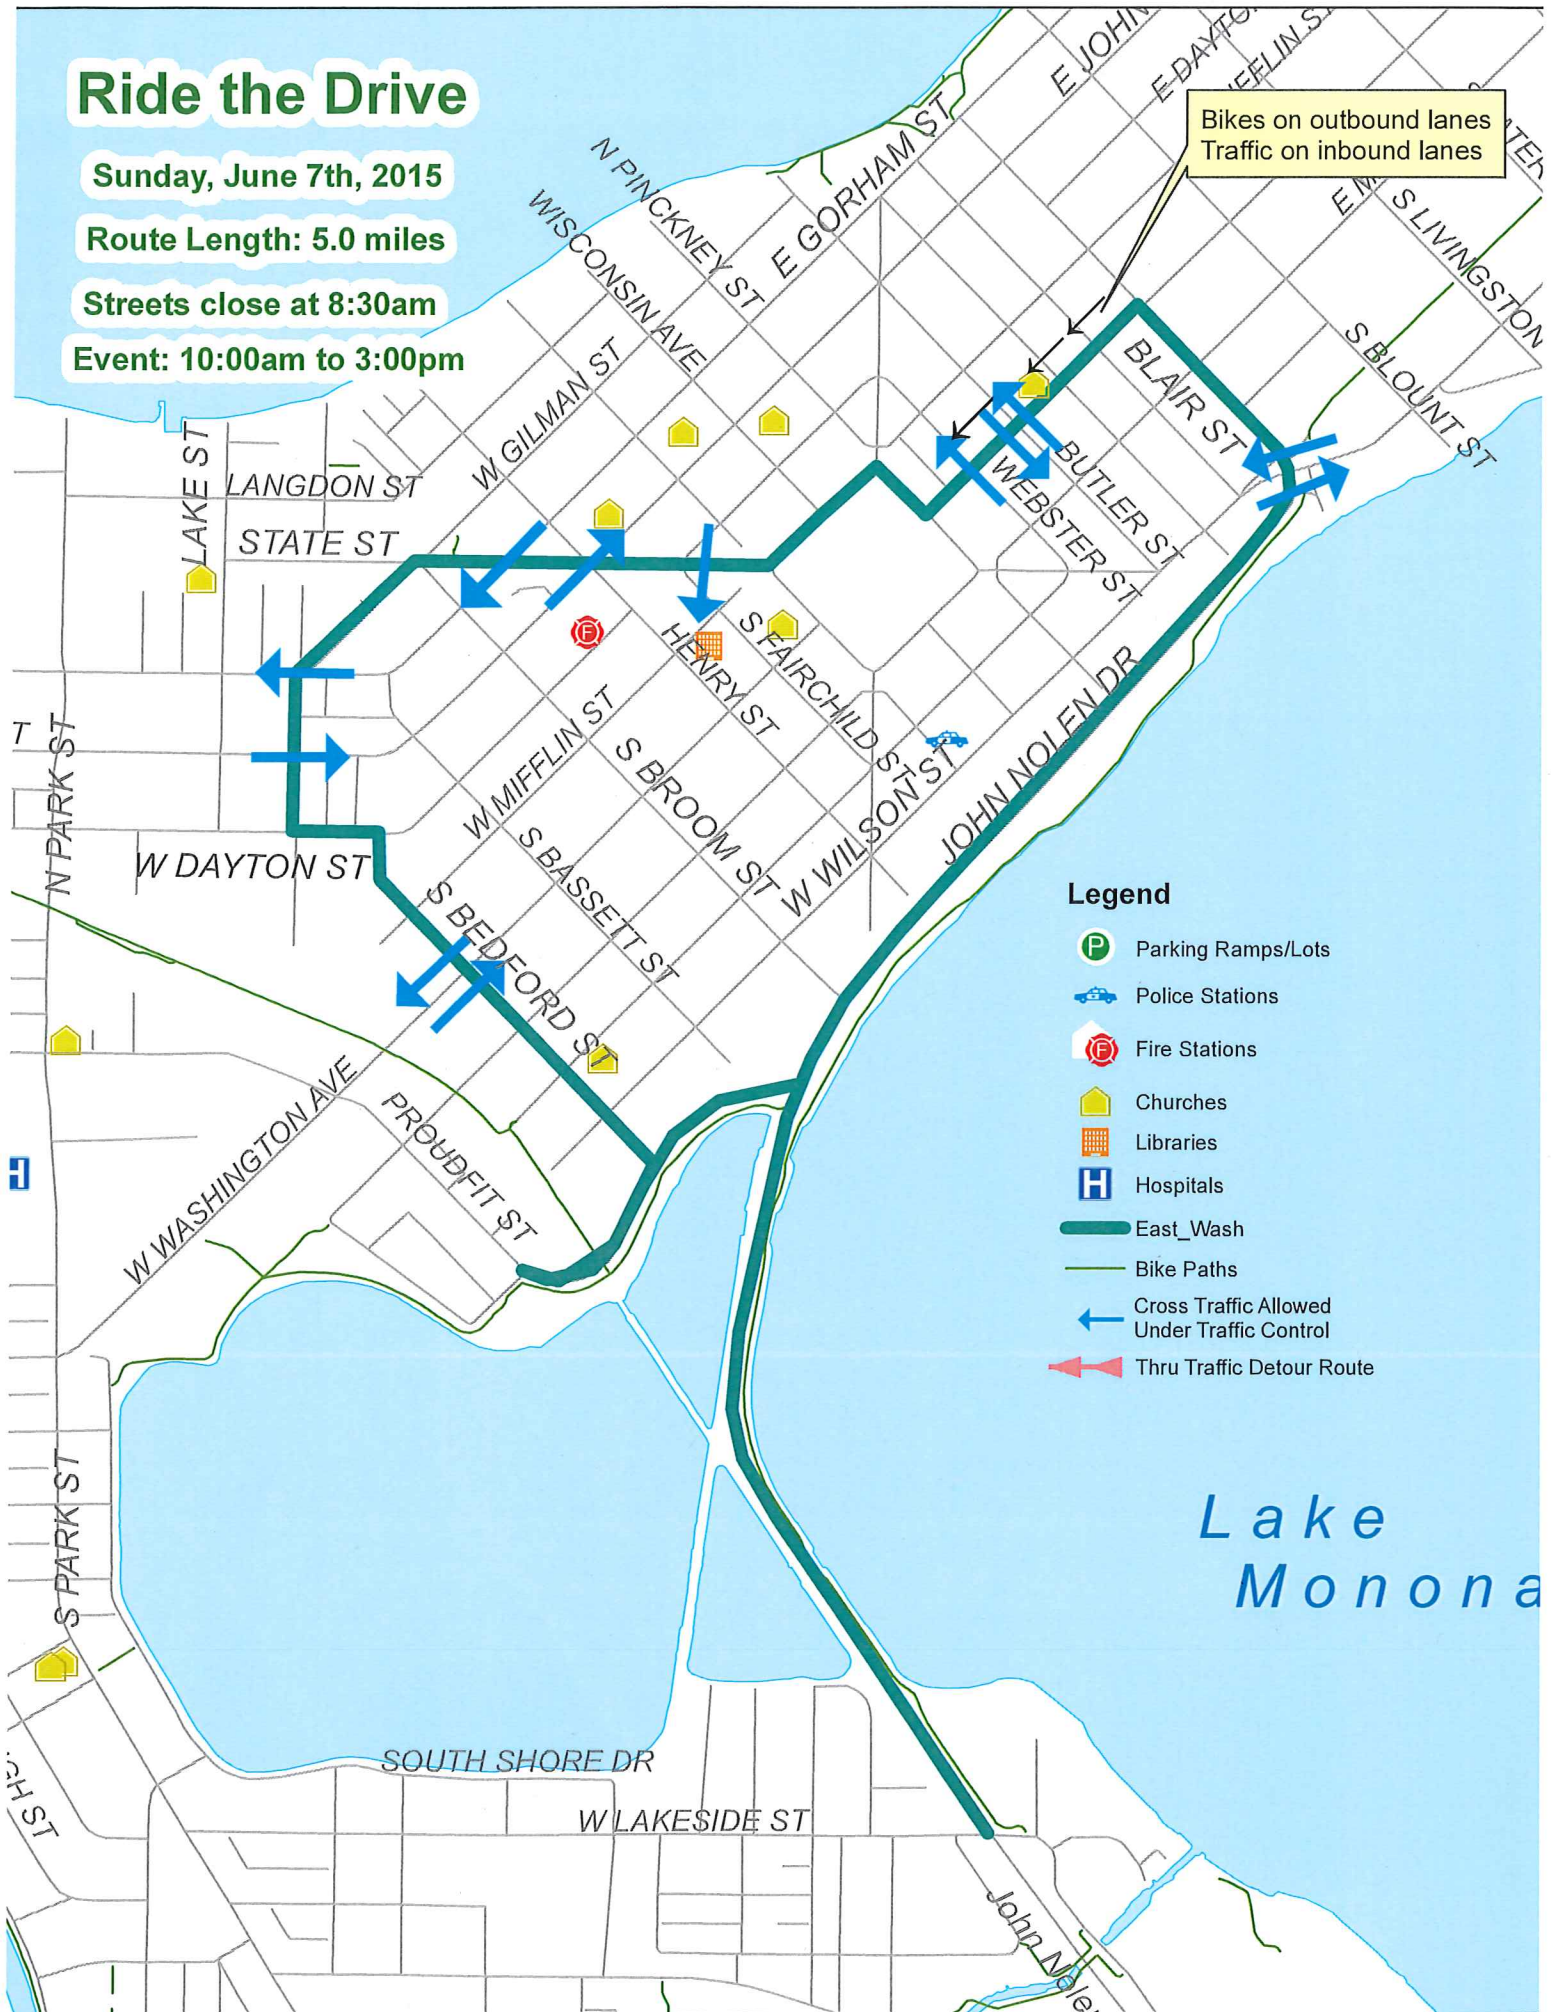 Ride the Drive
Sunday, June 7th, 2015
Route Length: 5.0 miles
Streets close at 8:30am
Event: 10:00am to 3:00pm
Bikes on outbound lanes
Traffic on inbound lanes
E JOHN
E DAYTO
IFFLIN S
E M
S LIVINGSTON
S BLOUNT ST
N PINCKNEY ST
WISCONSIN AVE
E GORHAM ST
BLAIR ST
W GILMAN ST
BUTLER ST
WEBSTER ST
LAKE ST
LANGDON ST
STATE ST
HENRY ST
S FAIRCHILD ST
T
N PARK ST
W MIFFLIN ST
S BROOM ST
W WILSON ST
JOHN NOLEN DR
W DAYTON ST
S BASSETT ST
S BEDFORD ST
W WASHINGTON AVE
PROUDFIT ST
Legend
P
Parking Ramps/Lots
Police Stations
F
Fire Stations
Churches
Libraries
H
Hospitals
East_Wash
Bike Paths
Cross Traffic Allowed
Under Traffic Control
Thru Traffic Detour Route
F
H
S PARK ST
Lake
Monona
SOUTH SHORE DR
W LAKESIDE ST
GH ST
John Nolen